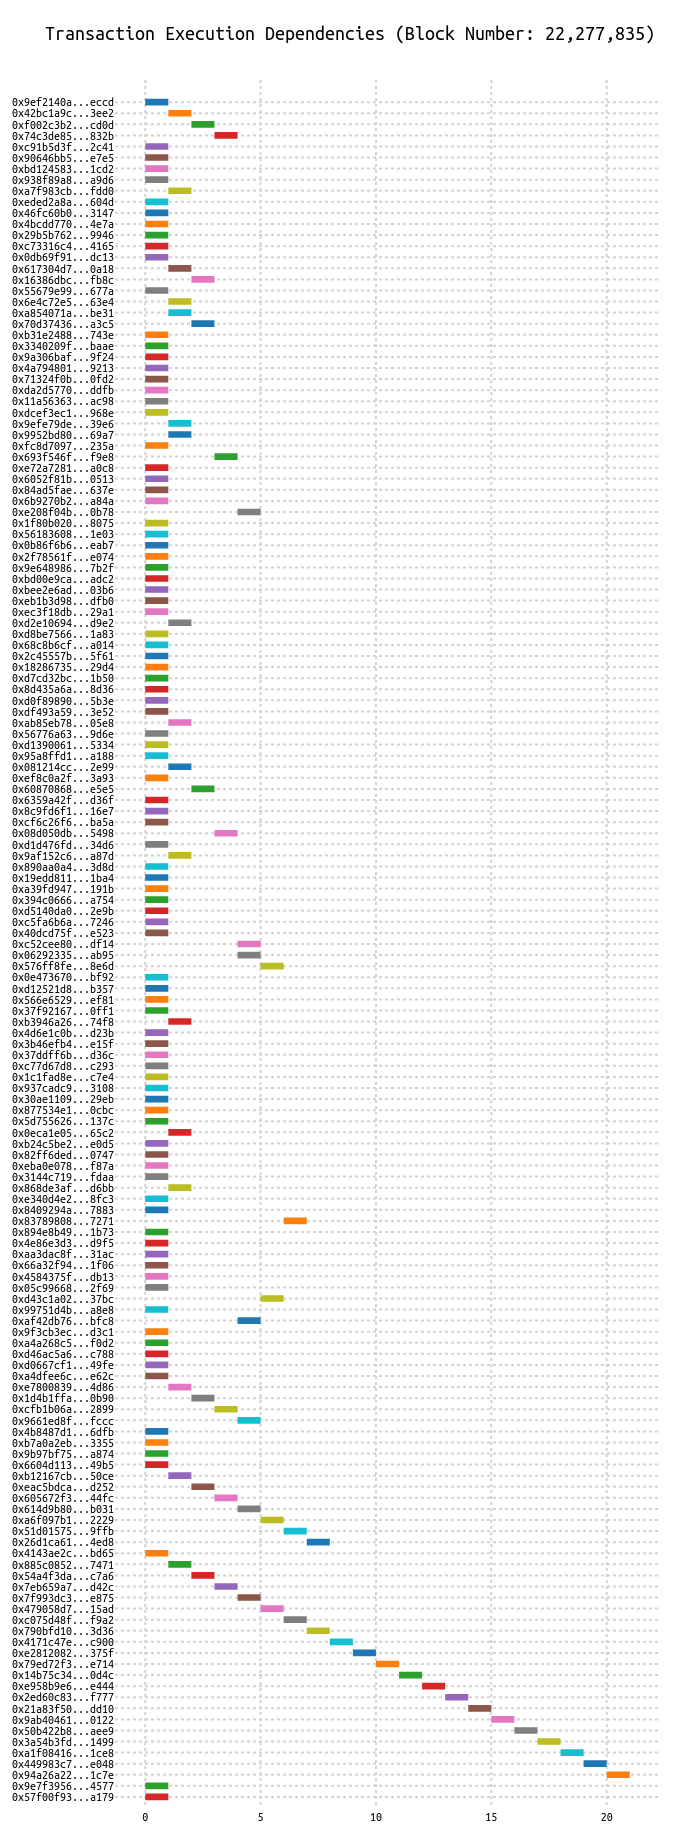 Transaction Execution Dependencies (Block Number: 22,277,835)
0x9ef2140a...eccd
0x42bc1a9c...3ee2
0xf002c3b2...cd0d
0x74c3de85...832b
0xc91b5d3f...2c41
0x90646bb5...e7e5
0xbd124583...1cd2
0x938f89a8...a9d6
0xa7f983cb...fdd0
0xeded2a8a...604d
0x46fc60b0...3147
0x4bcdd770...4e7a
0x29b5b762...9946
0xc73316c4...4165
0x0db69f91...dc13
0x617304d7...0a18
0x16386dbc...fb8c
0x55679e99...677a
0x6e4c72e5...63e4
0xa854071a...be31
0x70d37436...a3c5
0xb31e2488...743e
0x3340209f...baae
0x9a306baf...9f24
0x4a794801...9213
0x71324f0b...0fd2
0xda2d5770...ddfb
0x11a56363...ac98
0xdcef3ec1...968e
0x9efe79de...39e6
0x9952bd80...69a7
0xfc8d7097...235a
0x693f546f...f9e8
0xe72a7281...a0c8
0x6052f81b...0513
0x84ad5fae...637e
0x6b9270b2...a84a
0xe208f04b...0b78
0x1f80b020...8075
0x56183608...1e03
0x0b86f6b6...eab7
0x2f78561f...e074
0x9e648986...7b2f
0xbd00e9ca...adc2
0xbee2e6ad...03b6
0xeb1b3d98...dfb0
0xec3f18db...29a1
0xd2e10694...d9e2
0xd8be7566...1a83
0x68c8b6cf...a014
0x2c45557b...5f61
0x18286735...29d4
0xd7cd32bc...1b50
0x8d435a6a...8d36
0xd0f89890...5b3e
0xdf493a59...3e52
0xab85eb78...05e8
0x56776a63...9d6e
0xd1390061...5334
0x95a8ffd1...a188
0x081214cc...2e99
0xef8c0a2f...3a93
0x60870868...e5e5
0x6359a42f...d36f
0x8c9fd6f1...16e7
0xcf6c26f6...ba5a
0x08d050db...5498
0xd1d476fd...34d6
0x9af152c6...a87d
0x890aa0a4...3d8d
0x19edd811...1ba4
0xa39fd947...191b
0x394c0666...a754
0xd5140da0...2e9b
0xc5fa6b6a...7246
0x40dcd75f...e523
0xc52cee80...df14
0x06292335...ab95
0x576ff8fe...8e6d
0x0e473670...bf92
0xd12521d8...b357
0x566e6529...ef81
0x37f92167...0ff1
0xb3946a26...74f8
0x4d6e1c0b...d23b
0x3b46efb4...e15f
0x37ddff6b...d36c
0xc77d67d8...c293
0x1c1fad8e...c7e4
0x937cadc9...3108
0x30ae1109...29eb
0x877534e1...0cbc
0x5d755626...137c
0x0eca1e05...65c2
0xb24c5be2...e0d5
0x82ff6ded...0747
0xeba0e078...f87a
0x3144c719...fdaa
0x868de3af...d6bb
0xe340d4e2...8fc3
0x8409294a...7883
0x83789808...7271
0x894e8b49...1b73
0x4e86e3d3...d9f5
0xaa3dac8f...31ac
0x66a32f94...1f06
0x4584375f...db13
0x05c99668...2f69
0xd43c1a02...37bc
0x99751d4b...a8e8
0xaf42db76...bfc8
0x9f3cb3ec...d3c1
0xa4a268c5...f0d2
0xd46ac5a6...c788
0xd0667cf1...49fe
0xa4dfee6c...e62c
0xe7800839...4d86
0x1d4b1ffa...0b90
0xcfb1b06a...2899
0x9661ed8f...fccc
0x4b8487d1...6dfb
0xb7a0a2eb...3355
0x9b97bf75...a874
0x6604d113...49b5
0xb12167cb...50ce
0xeac5bdca...d252
0x605672f3...44fc
0x614d9b80...b031
0xa6f097b1...2229
0x51d01575...9ffb
0x26d1ca61...4ed8
0x4143ae2c...bd65
0x885c0852...7471
0x54a4f3da...c7a6
0x7eb659a7...d42c
0x7f993dc3...e875
0x479058d7...15ad
0xc075d48f...f9a2
0x790bfd10...3d36
0x4171c47e...c900
0xe2812082...375f
0x79ed72f3...e714
0x14b75c34...0d4c
0xe958b9e6...e444
0x2ed60c83...f777
0x21a83f50...dd10
0x9ab40461...0122
0x50b422b8...aee9
0x3a54b3fd...1499
0xa1f08416...1ce8
0x449983c7...e048
0x94a26a22...1c7e
0x9e7f3956...4577
0x57f00f93...a179
0 5 10 15 20